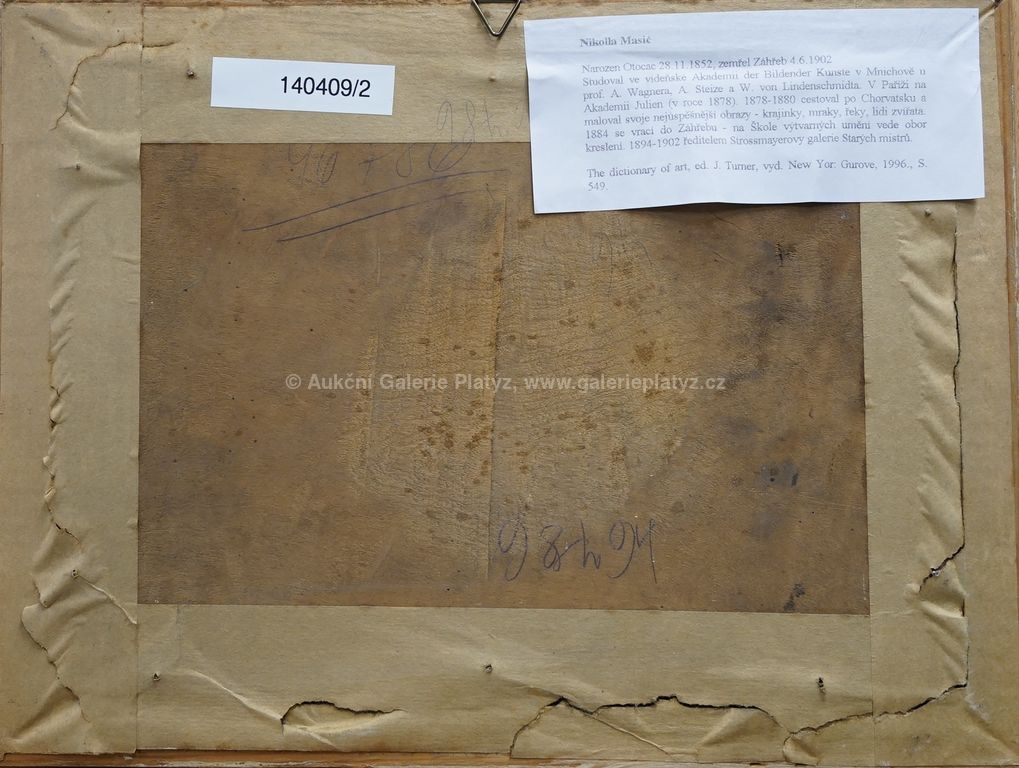 Nikolla Masić
Narozen Otocac 28.11.1852, zemřel Záhřeb 4.6.1902
Studoval ve vídeňské Akademii der Bildender Kunste v Mnichově u
prof. A. Wagnera, A. Steize a W. von Lindenschmidta. V Paříži na
Akademii Julien (v roce 1878). 1878-1880 cestoval po Chorvatsku a
maloval svoje nejúspěšnější obrazy - krajinky, mraky, řeky, lidi zvířata.
1884 se vrací do Záhřebu - na Škole výtvarných umění vede obor
kreslení. 1894-1902 ředitelem Strossmayerovy galerie Starých mistrů.
The dictionary of art, ed. J. Turner, vyd. New Yor: Gurove, 1996., S.
549.
140409/2
© Aukční Galerie Platýz, www.galerieplatyz.cz